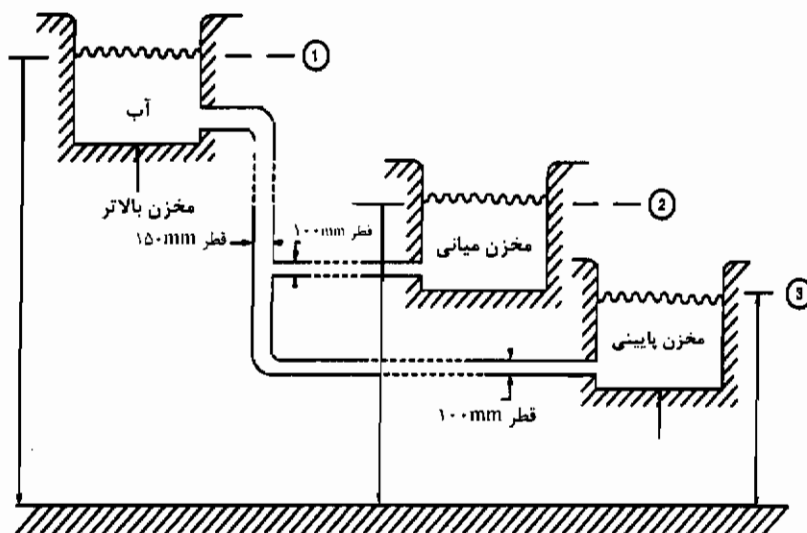 ①
آب
مخزن بالاتر
②
قطر ۱۵۰mm
قطر ۱۰۰mm
مخزن میانی
③
مخزن پایینی
قطر ۱۰۰mm